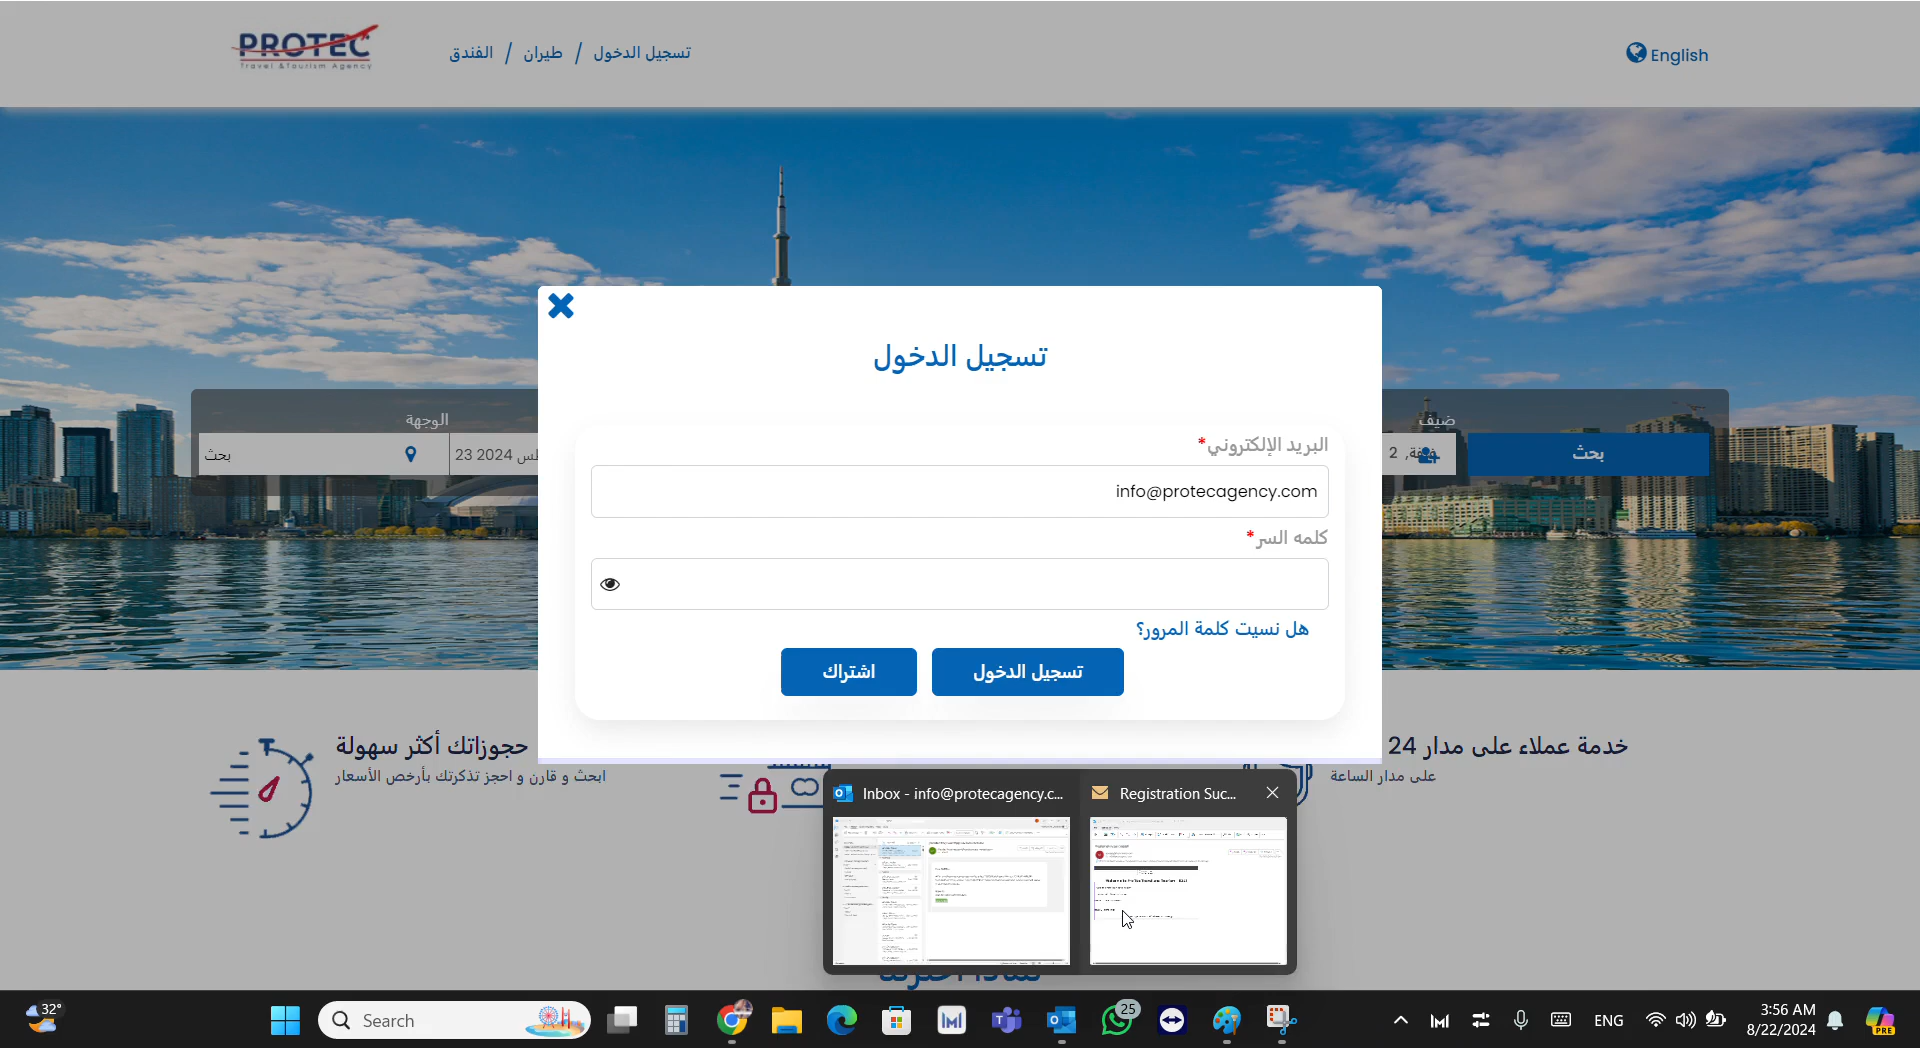 PROTEC
Travel & Tourism Agency
تسجيل الدخول / طيران / الفندق
English
تسجيل الدخول
البريد الإلكتروني*
info@protecagency.com
كلمه السر*
هل نسيت كلمة المرور؟
تسجيل الدخول
اشتراك
الوجهة
بحث
23 2024
ضيف
2
بحث
حجوزاتك أكثر سهولة
ابحث و قارن و احجز تذكرتك بأرخص الأسعار
خدمة عملاء على مدار 24
على مدار الساعة
Inbox - info@protecagency.c...
Registration Suc...
32°
Search
25
ENG
3:56 AM
8/22/2024
PRE